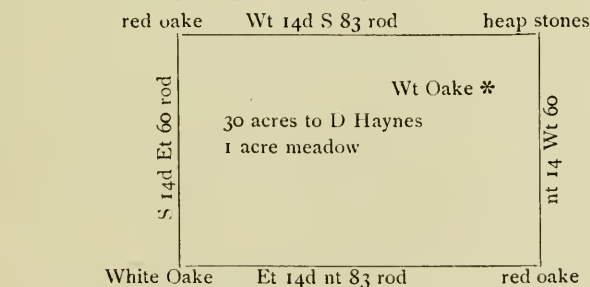 red oake Wt 14d S 83 rod heap stones
Wt Oake *
30 acres to D Haynes
1 acre meadow
S 14d Et 60 rod
nt 14 Wt 60
White Oake Et 14d nt 83 rod red oake